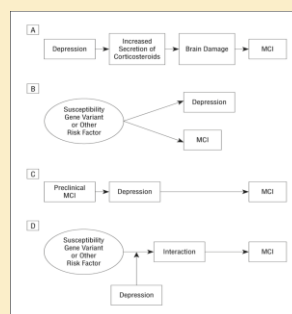 A
Depression
Increased
Secretion of
Corticosteroids
Brain Damage
MCI
B
Susceptibility
Gene Variant
or Other
Risk Factor
Depression
MCI
C
Preclinical
MCI
Depression
MCI
D
Susceptibility
Gene Variant
or Other
Risk Factor
Interaction
MCI
Depression